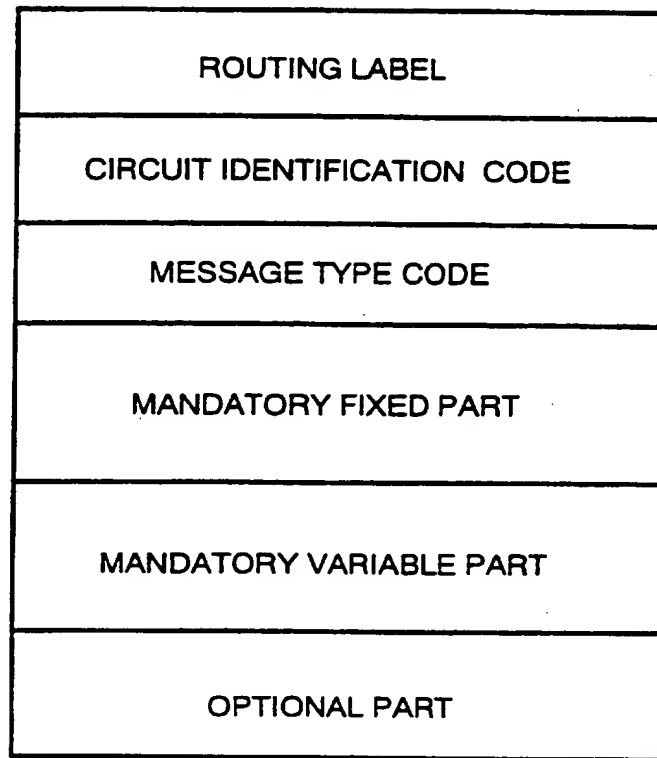 ROUTING LABEL
CIRCUIT IDENTIFICATION CODE
MESSAGE TYPE CODE
MANDATORY FIXED PART
MANDATORY VARIABLE PART
OPTIONAL PART